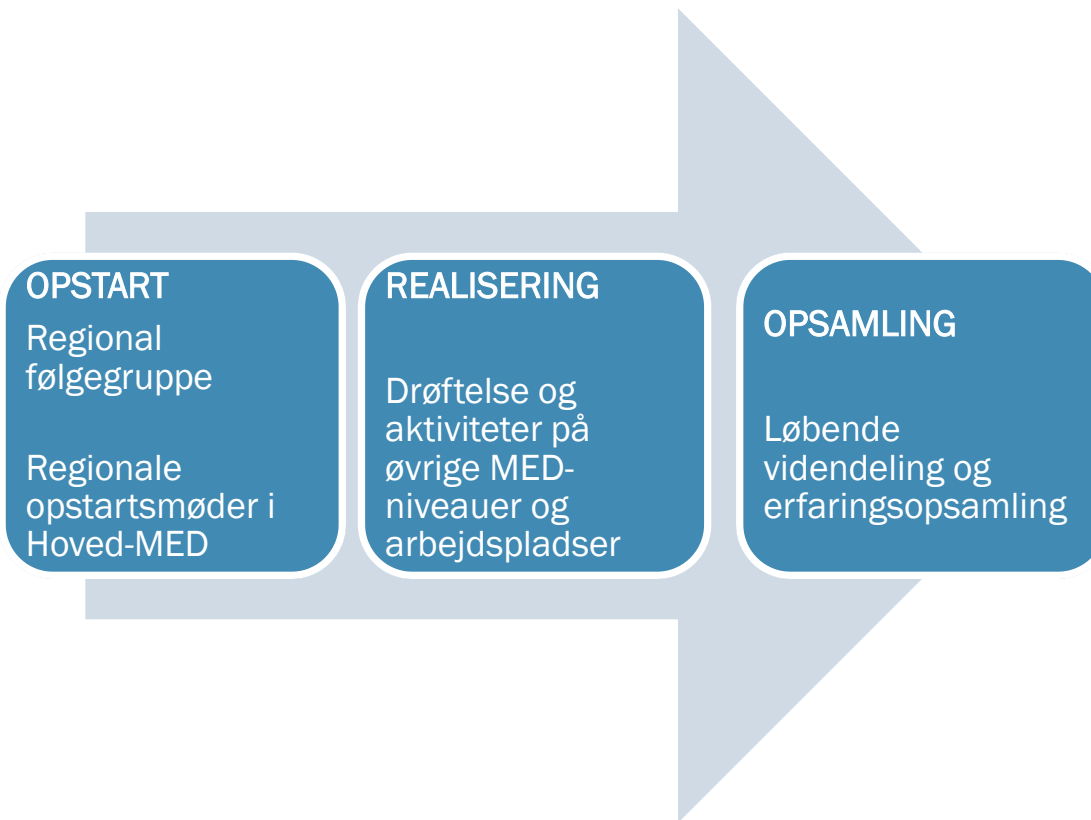 OPSTART
Regional
følgegruppe
Regionale
opstartsmøder i
Hoved-MED
REALISERING
Drøftelse og
aktiviteter på
øvrige MED-
niveauer og
arbejdspladser
OPSAMLING
Løbende
videndeling og
erfaringsopsamling